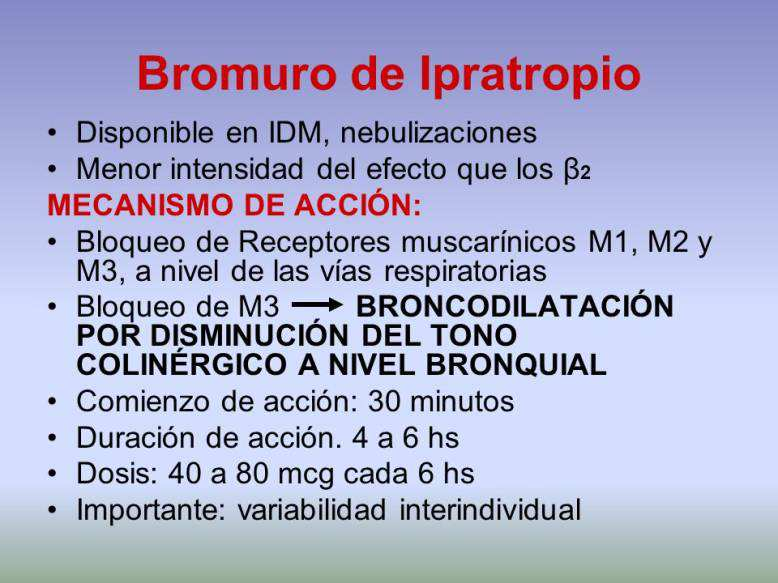 Bromuro de Ipratropio
• Disponible en IDM, nebulizaciones
• Menor intensidad del efecto que los β2
MECANISMO DE ACCIÓN:
• Bloqueo de Receptores muscarínicos M1, M2 y
M3, a nivel de las vías respiratorias
• Bloqueo de M3 → BRONCODILATACIÓN
POR DISMINUCIÓN DEL TONO
COLINÉRGICO A NIVEL BRONQUIAL
• Comienzo de acción: 30 minutos
• Duración de acción. 4 a 6 hs
• Dosis: 40 a 80 mcg cada 6 hs
• Importante: variabilidad interindividual